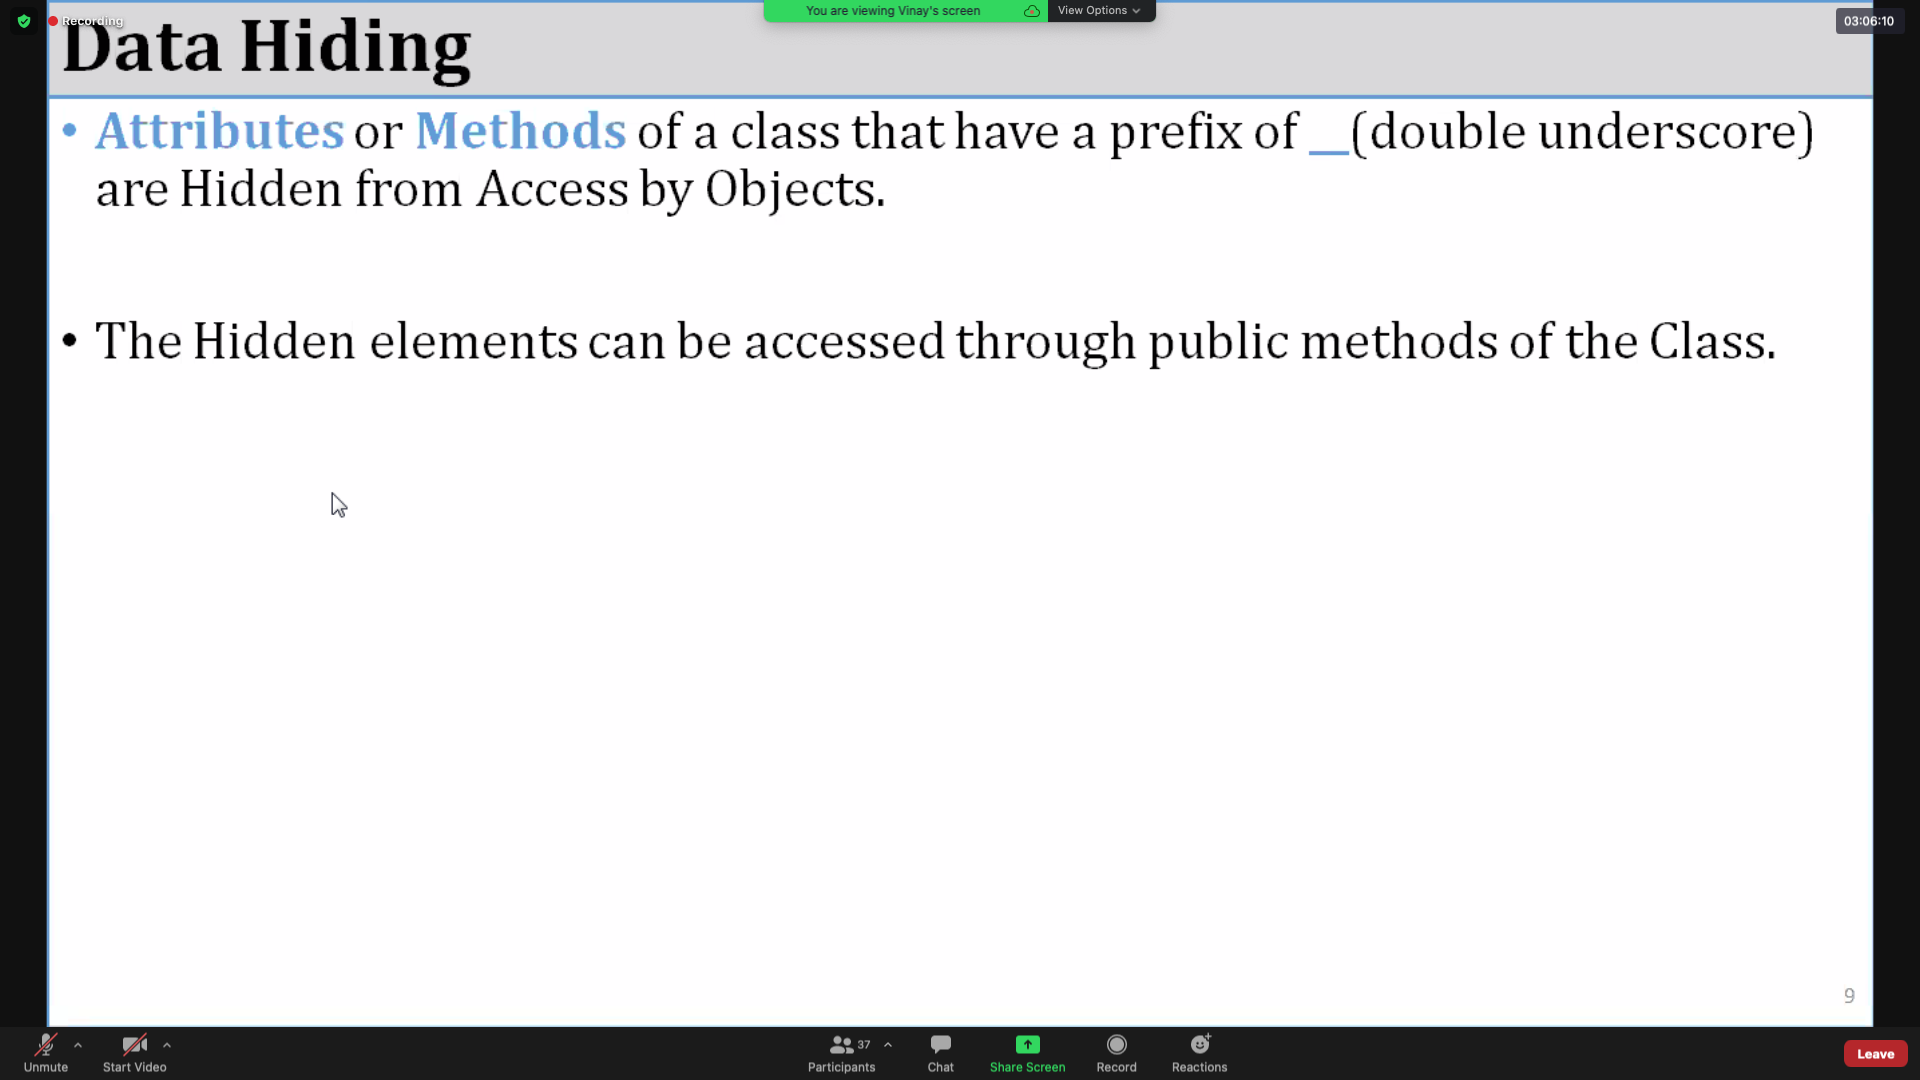 Recording
You are viewing Vinay's screen
View Options
03:06:10
Data Hiding
• Attributes or Methods of a class that have a prefix of __(double underscore)
are Hidden from Access by Objects.
• The Hidden elements can be accessed through public methods of the Class.
9
Unmute
Start Video
37
Participants
Chat
Share Screen
Record
Reactions
Leave